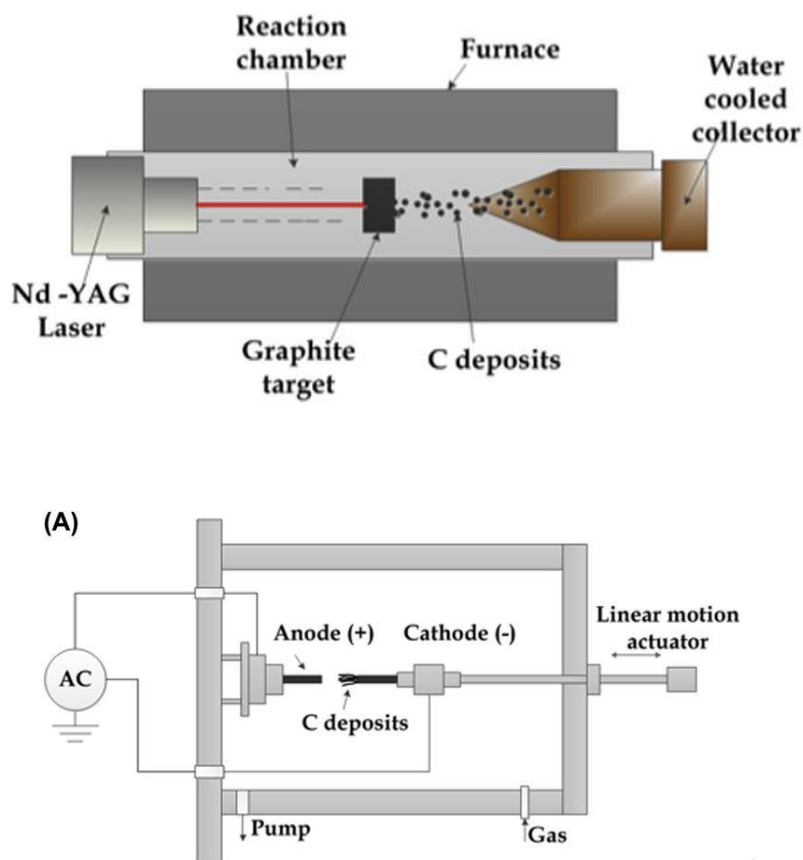 Reaction
chamber
Furnace
Water
cooled
collector
Nd -YAG
Laser
Graphite
target
C deposits
(A)
Anode (+)
Cathode (-)
Linear motion
actuator
AC
C deposits
Pump
Gas